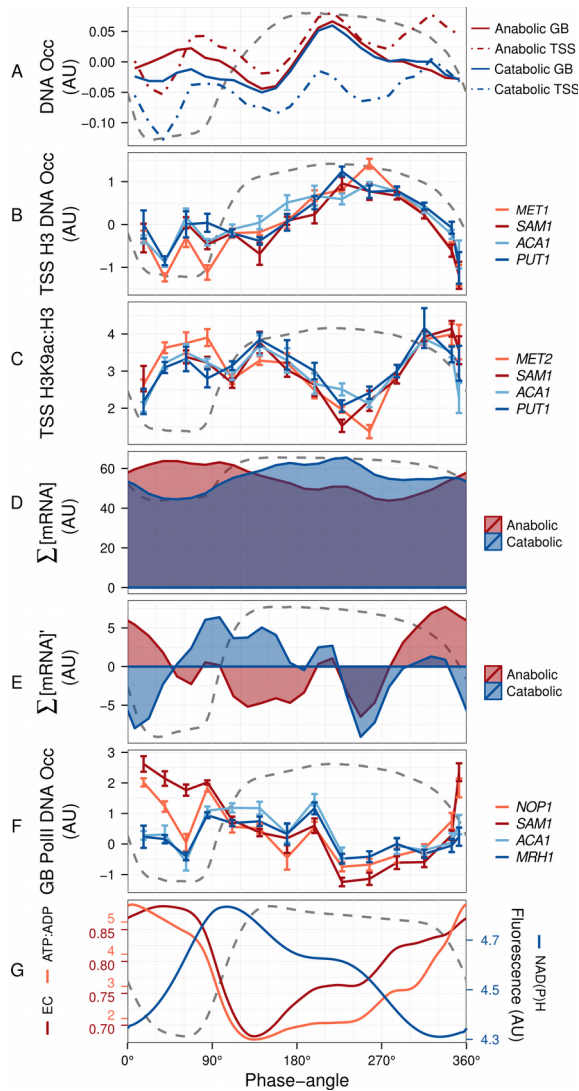 A
DNA Occ
(AU)
0.05
0.00
−0.05
−0.10
Anabolic GB
Anabolic TSS
Catabolic GB
Catabolic TSS
B
TSS H3 DNA Occ
(AU)
1
0
−1
MET1
SAM1
ACA1
PUT1
C
TSS H3K9ac:H3
4
3
2
MET2
SAM1
ACA1
PUT1
D
∑[mRNA]
(AU)
60
40
20
0
Anabolic
Catabolic
E
∑[mRNA]'
(AU)
5
0
−5
Anabolic
Catabolic
F
GB PolII DNA Occ
(AU)
3
2
1
0
−1
NOP1
SAM1
ACA1
MRH1
G
EC
ATP:ADP
0.85
0.80
0.75
0.70
5
4
3
2
4.7
4.5
4.3
Fluorescence (AU)
NAD(P)H
0° 90° 180° 270° 360°
Phase−angle